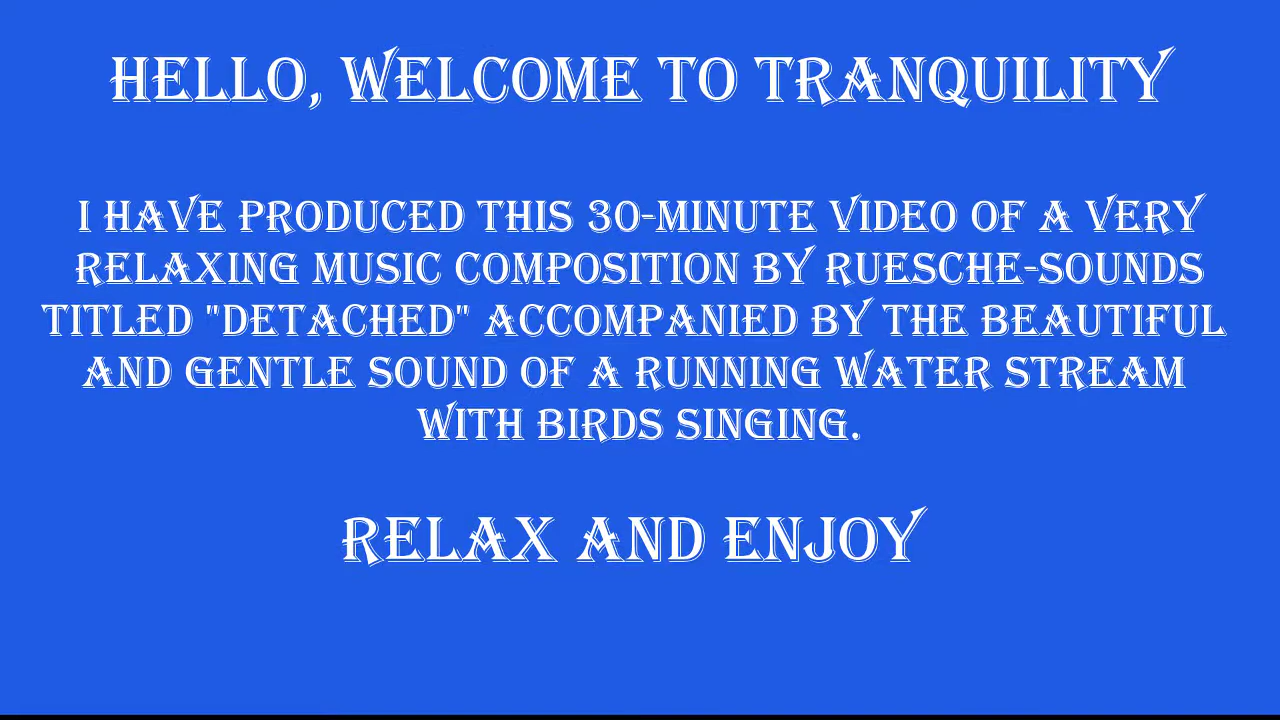 HELLO, WELCOME TO TRANQUILITY
I HAVE PRODUCED THIS 30-MINUTE VIDEO OF A VERY
RELAXING MUSIC COMPOSITION BY RUESCHE-SOUNDS
TITLED "DETACHED" ACCOMPANIED BY THE BEAUTIFUL
AND GENTLE SOUND OF A RUNNING WATER STREAM
WITH BIRDS SINGING.
RELAX AND ENJOY